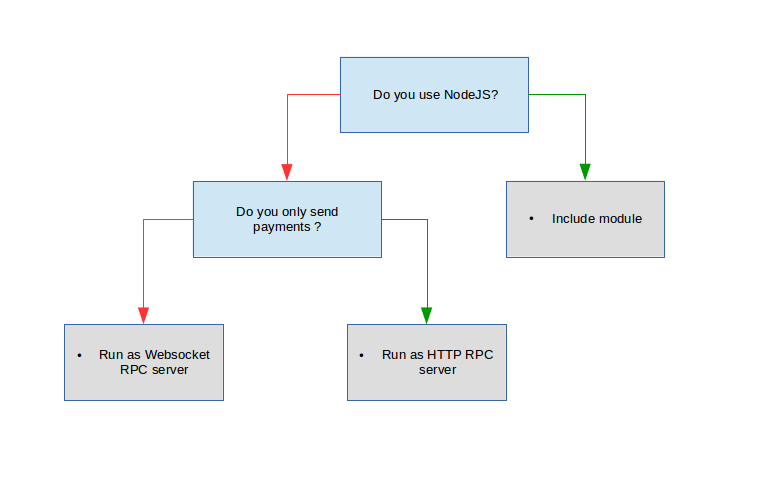 Do you use NodeJS?
Do you only send
payments ?
• Include module
• Run as Websocket
RPC server
• Run as HTTP RPC
server